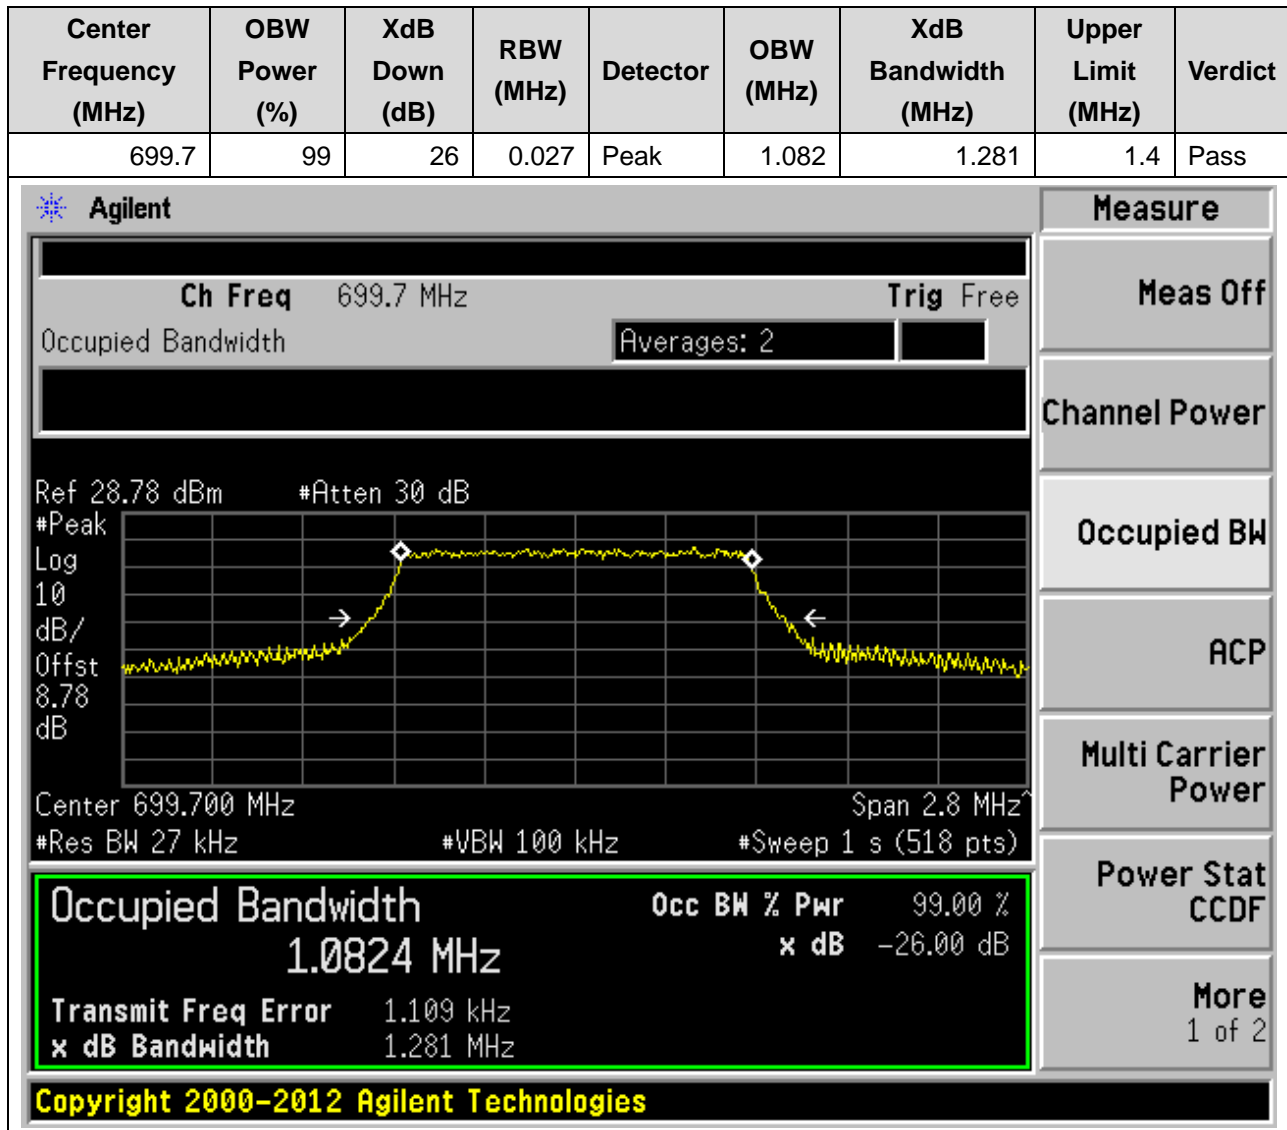 Center Frequency (MHz) OBW Power (%) XdB Down (dB) RBW (MHz) Detector OBW (MHz) XdB Bandwidth (MHz) Upper Limit (MHz) Verdict
699.7 99 26 0.027 Peak 1.082 1.281 1.4 Pass
Agilent
Measure
Ch Freq 699.7 MHz Trig Free
Occupied Bandwidth Averages: 2
Meas Off
Channel Power
Occupied BW
ACP
Multi Carrier
Power
Power Stat
CCDF
More
1 of 2
Ref 28.78 dBm #Atten 30 dB
#Peak
Log
10
dB/
Offst
8.78
dB
Center 699.700 MHz Span 2.8 MHz^
#Res BW 27 kHz #VBW 100 kHz #Sweep 1 s (518 pts)
Occupied Bandwidth Occ BW % Pwr 99.00 %
1.0824 MHz x dB -26.00 dB
Transmit Freq Error 1.109 kHz
x dB Bandwidth 1.281 MHz
Copyright 2000-2012 Agilent Technologies